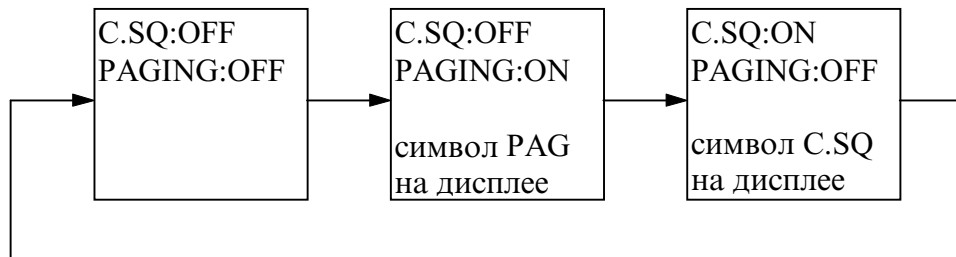 C.SQ:OFF
PAGING:OFF
C.SQ:OFF
PAGING:ON
символ PAG
на дисплее
C.SQ:ON
PAGING:OFF
символ C.SQ
на дисплее